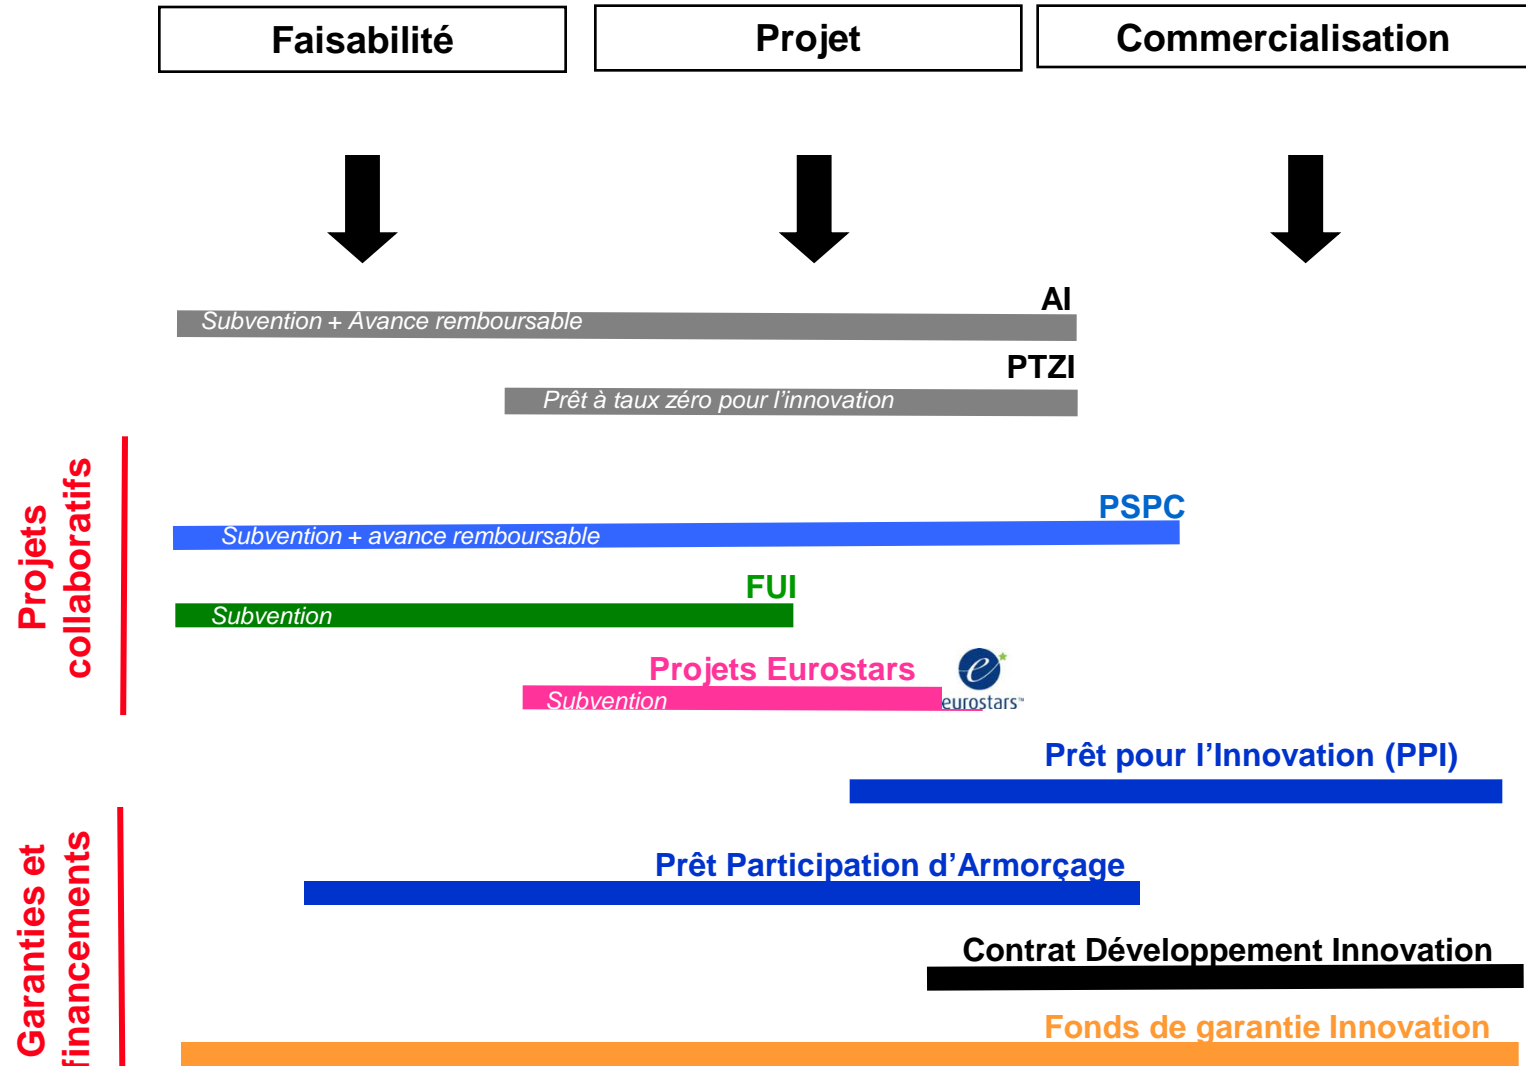 Faisabilité
Projet
Commercialisation
AI
Subvention + Avance remboursable
PTZI
Prêt à taux zéro pour l’innovation
Projets
collaboratifs
PSPC
Subvention + avance remboursable
FUI
Subvention
Projets Eurostars
Subvention
e
eurostars™
Prêt pour l’Innovation (PPI)
Garanties et
financements
Prêt Participation d’Armorçage
Contrat Développement Innovation
Fonds de garantie Innovation